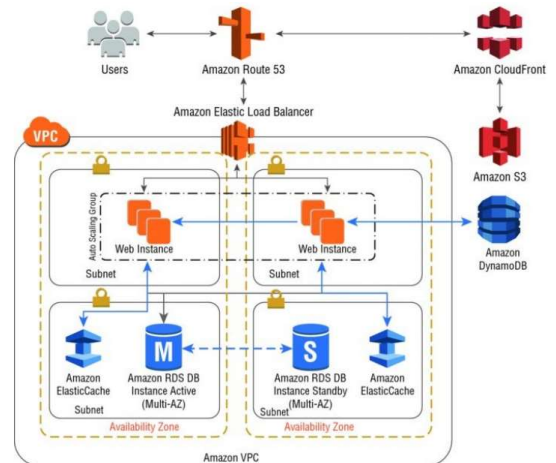 Users
Amazon Route 53
Amazon CloudFront
Amazon Elastic Load Balancer
VPC
Amazon S3
Auto Scaling Group
Web Instance
Web Instance
Subnet
Subnet
Amazon
DynamoDB
M
S
Amazon
ElasticCache
Amazon RDS DB
Instance Active
(Multi-AZ)
Amazon RDS DB
Instance Standby
(Multi-AZ)
Amazon
ElasticCache
Subnet
Subnet
Availability Zone
Availability Zone
Amazon VPC